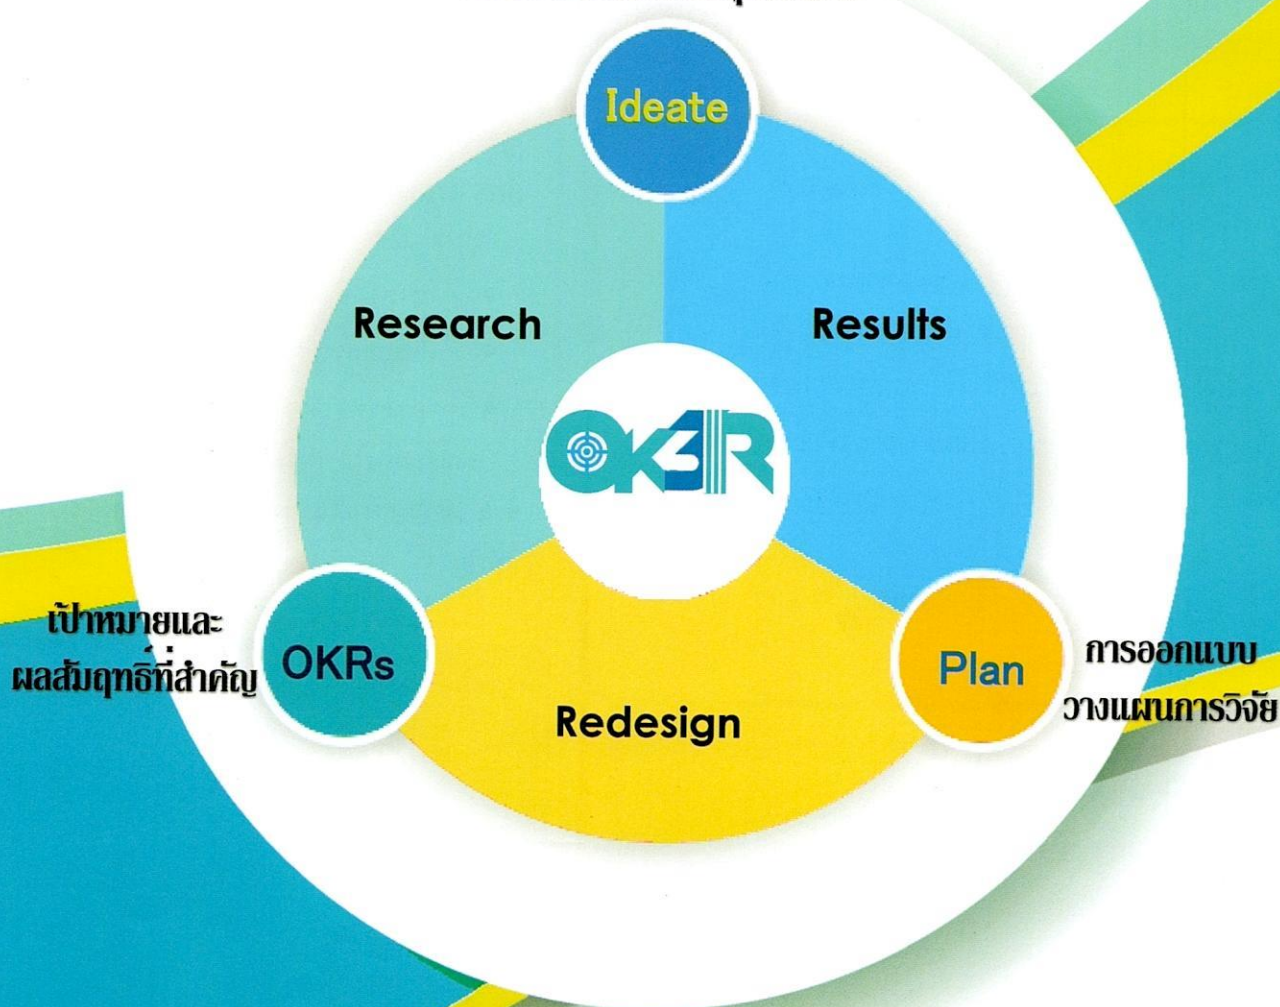 Ideate
Research
Results
OK3R
เป้าหมายและ
ผลสัมฤทธิ์ที่สำคัญ
OKRs
Plan
การออกแบบ
วางแผนการวิจัย
Redesign